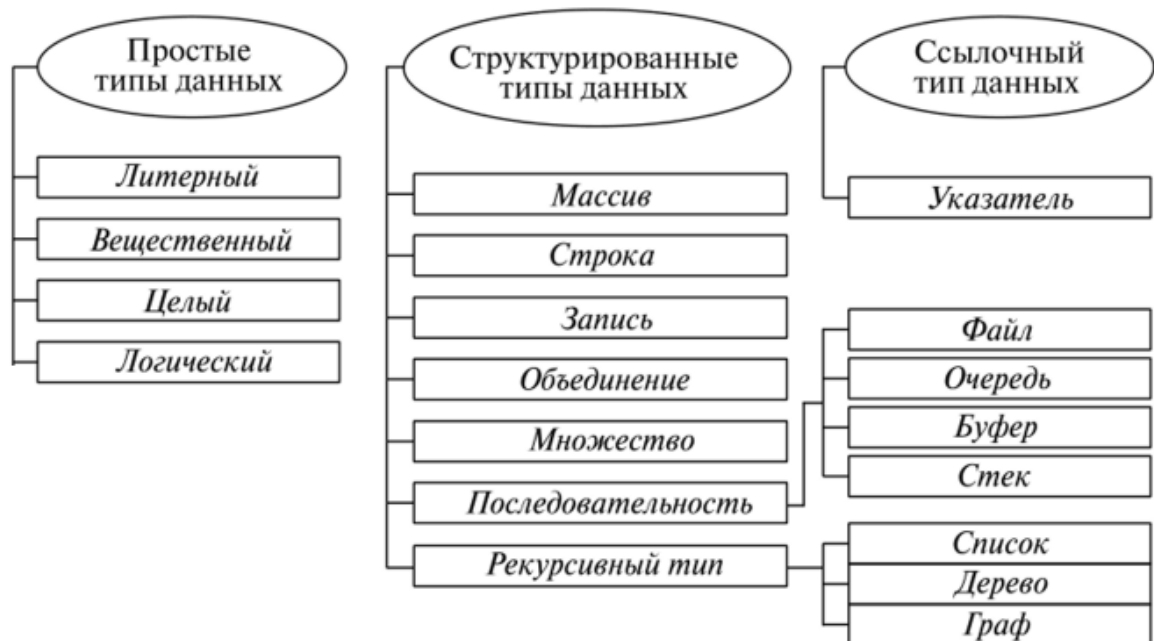 Простые
типы данных
Литерный
Вещественный
Целый
Логический
Структурированные
типы данных
Массив
Строка
Запись
Объединение
Множество
Последовательность
Рекурсивный тип
Ссылочный
тип данных
Указатель
Файл
Очередь
Буфер
Стек
Список
Дерево
Граф